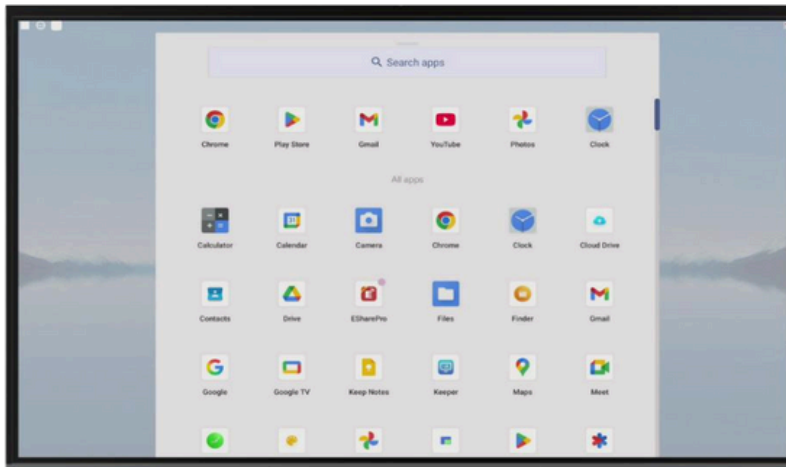 Search apps
Chrome Play Store Gmail YouTube Photos Clock
All apps
Calculator Calendar Camera Chrome Clock Cloud Drive
Contacts Drive ESharePro Files Finder Gmail
Google Google TV Keep Notes Keeper Maps Meet